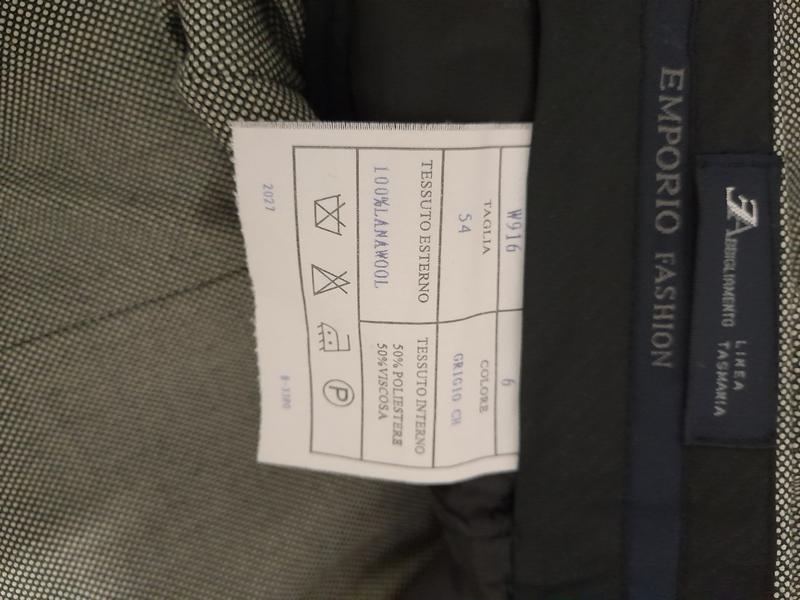 EMPORIO FASHION
ABBIGLIAMENTO
LINEA
TASMANIA
W916
6
TAGLIA
54
COLORE
GRIGIO CH
TESSUTO ESTERNO
100%LANAWOOL
TESSUTO INTERNO
50% POLIESTERE
50%VISCOSA
P
2027